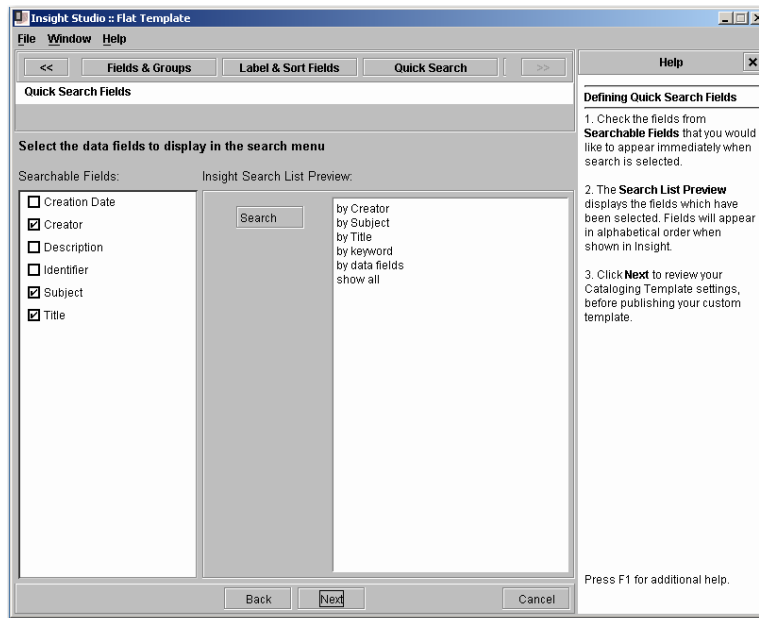 Insight Studio :: Flat Template
File Window Help
<< Fields & Groups Label & Sort Fields Quick Search >>
Quick Search Fields
Select the data fields to display in the search menu
Searchable Fields:
Creation Date
Creator
Description
Identifier
Subject
Title
Insight Search List Preview:
Search
by Creator
by Subject
by Title
by keyword
by data fields
show all
Back Next Cancel
Help
Defining Quick Search Fields
1. Check the fields from
Searchable Fields that you would
like to appear immediately when
search is selected.
2. The Search List Preview
displays the fields which have
been selected. Fields will appear
in alphabetical order when
shown in Insight.
3. Click Next to review your
Cataloging Template settings,
before publishing your custom
template.
Press F1 for additional help.